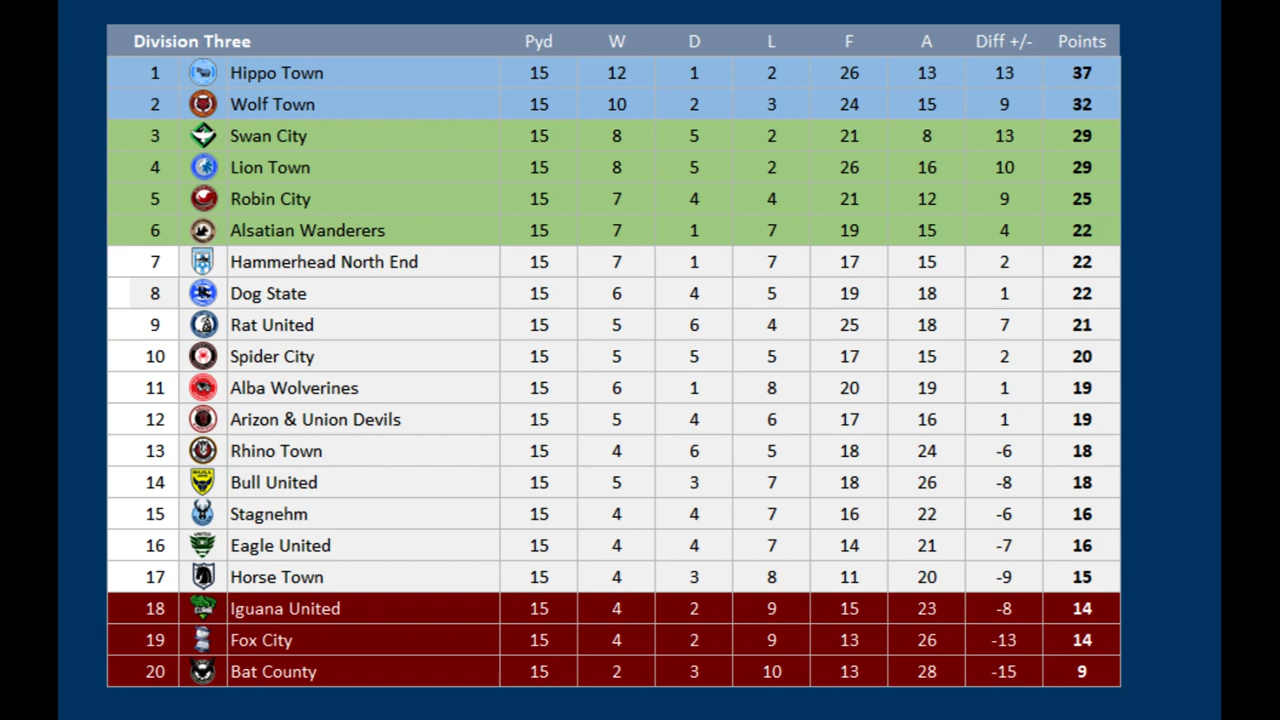 Division Three Pyd W D L F A Diff +/- Points
1 Hippo Town 15 12 1 2 26 13 13 37
2 Wolf Town 15 10 2 3 24 15 9 32
3 Swan City 15 8 5 2 21 8 13 29
4 Lion Town 15 8 5 2 26 16 10 29
5 Robin City 15 7 4 4 21 12 9 25
6 Alsatian Wanderers 15 7 1 7 19 15 4 22
7 Hammerhead North End 15 7 1 7 17 15 2 22
8 Dog State 15 6 4 5 19 18 1 22
9 Rat United 15 5 6 4 25 18 7 21
10 Spider City 15 5 5 5 17 15 2 20
11 Alba Wolverines 15 6 1 8 20 19 1 19
12 Arizon & Union Devils 15 5 4 6 17 16 1 19
13 Rhino Town 15 4 6 5 18 24 -6 18
14 Bull United 15 5 3 7 18 26 -8 18
15 Stagnehm 15 4 4 7 16 22 -6 16
16 Eagle United 15 4 4 7 14 21 -7 16
17 Horse Town 15 4 3 8 11 20 -9 15
18 Iguana United 15 4 2 9 15 23 -8 14
19 Fox City 15 4 2 9 13 26 -13 14
20 Bat County 15 2 3 10 13 28 -15 9